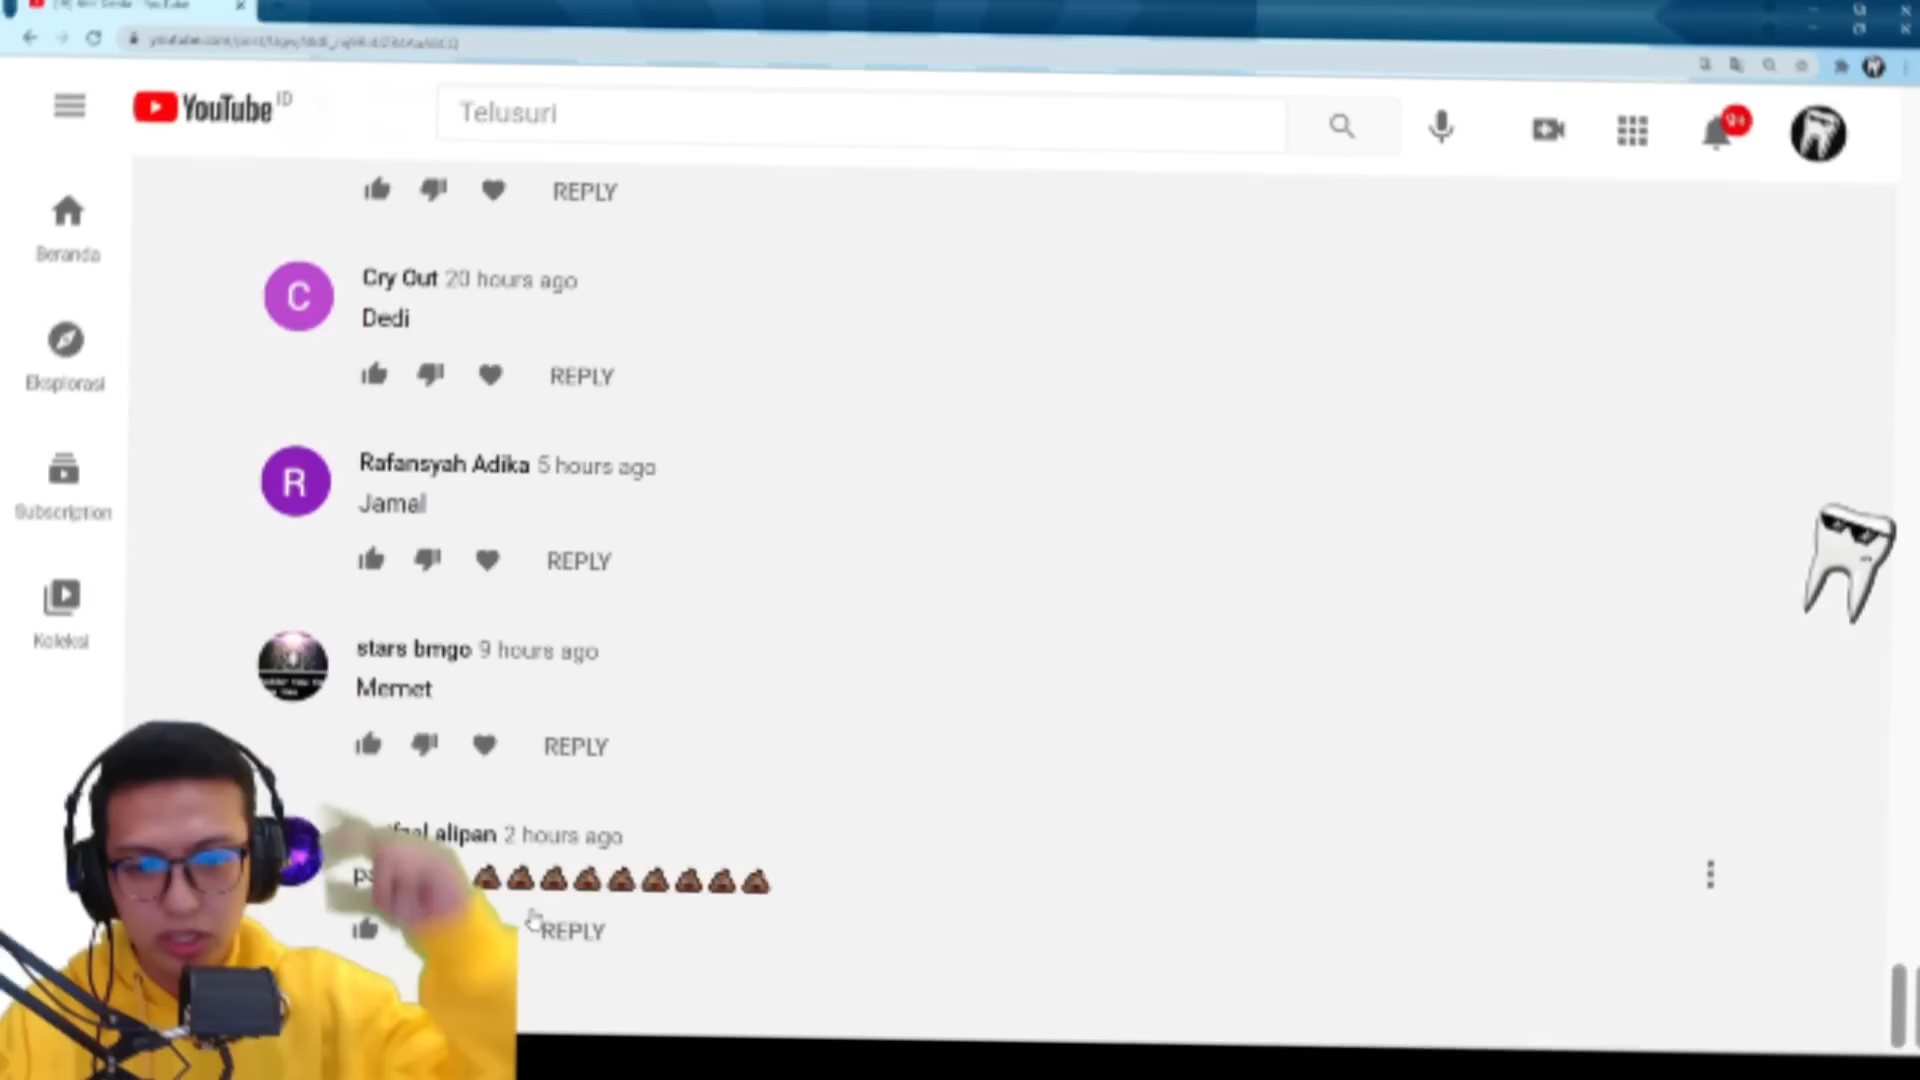 YouTube ID
Telusuri
9+
REPLY
Beranda
C
Cry Out 20 hours ago
Dedi
REPLY
Eksplorasi
R
Rafansyah Adika 5 hours ago
Jamal
REPLY
Subscription
stars bmgo 9 hours ago
Memet
REPLY
Koleksi
alipan 2 hours ago
💩💩💩💩💩💩💩💩💩
REPLY